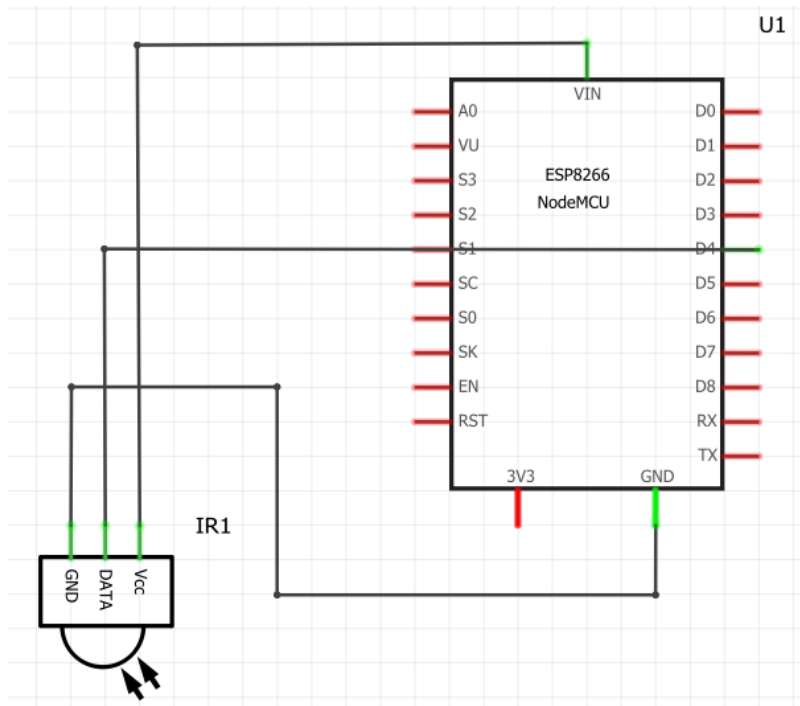 U1
VIN
A0
VU
S3
S2
S1
SC
S0
SK
EN
RST
ESP8266
NodeMCU
D0
D1
D2
D3
D4
D5
D6
D7
D8
RX
TX
3V3
GND
IR1
GND
DATA
Vcc